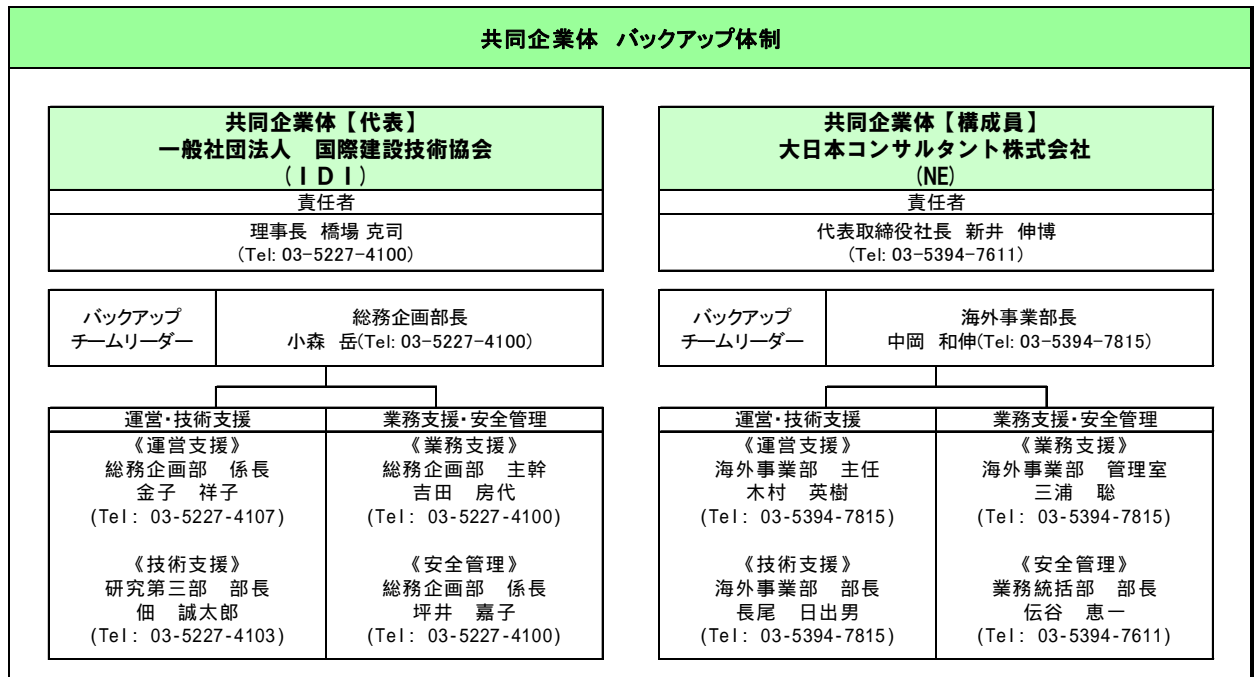 共同企業体　バックアップ体制
共同企業体【代表】
一般社団法人　国際建設技術協会
(ＩＤＩ)
責任者
理事長　橋場 克司
(Tel: 03-5227-4100)
バックアップ
チームリーダー
総務企画部長
小森　岳(Tel: 03-5227-4100)
運営・技術支援
《運営支援》
総務企画部　係長
金子　祥子
(Tel: 03-5227-4107)
《技術支援》
研究第三部　部長
佃　誠太郎
(Tel: 03-5227-4103)
業務支援・安全管理
《業務支援》
総務企画部　主幹
吉田　房代
(Tel: 03-5227-4100)
《安全管理》
総務企画部　係長
坪井　嘉子
(Tel: 03-5227-4100)
共同企業体【構成員】
大日本コンサルタント株式会社
(NE)
責任者
代表取締役社長　新井　伸博
(Tel: 03-5394-7611)
バックアップ
チームリーダー
海外事業部長
中岡　和伸(Tel: 03-5394-7815)
運営・技術支援
《運営支援》
海外事業部　主任
木村　英樹
(Tel: 03-5394-7815)
《技術支援》
海外事業部　部長
長尾　日出男
(Tel: 03-5394-7815)
業務支援・安全管理
《業務支援》
海外事業部　管理室
三浦　聡
(Tel: 03-5394-7815)
《安全管理》
業務統括部　部長
伝谷　恵一
(Tel: 03-5394-7611)